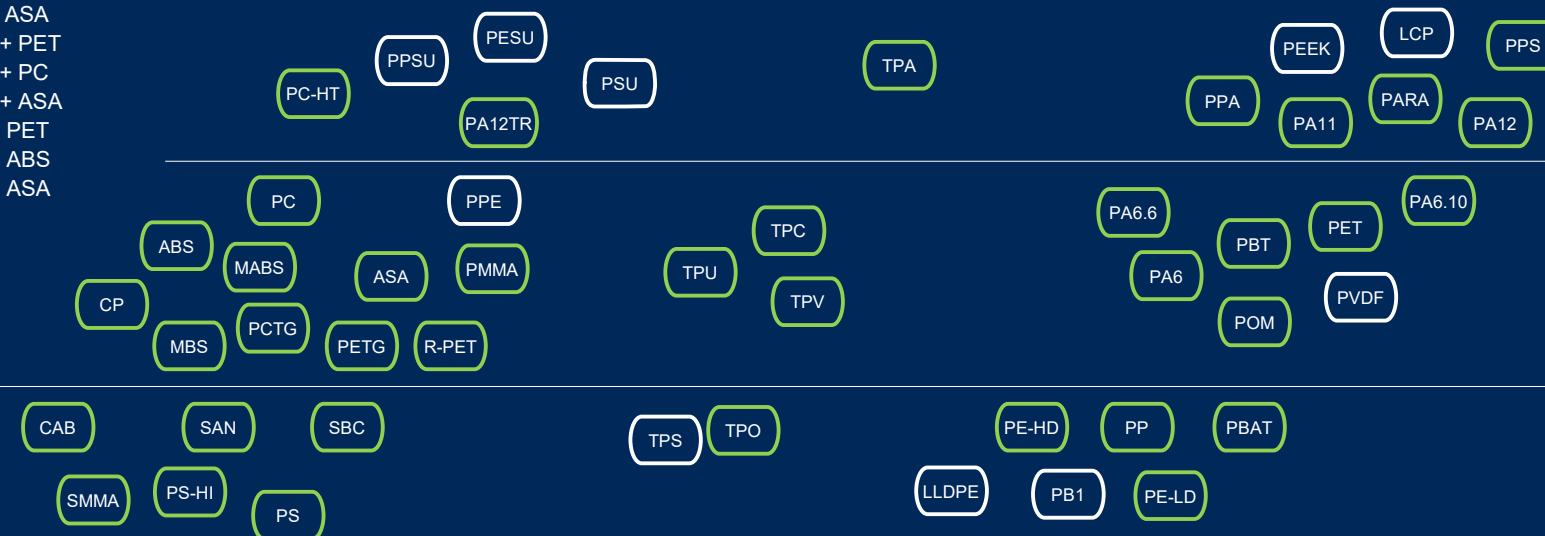 ASA
+ PET
+ PC
+ ASA
PET
ABS
ASA
PC-HT
PPSU
PESU
PA12TR
PSU
TPA
PPA
PEEK
PA11
LCP
PARA
PPS
PA12
PC
PPE
ABS
MABS
ASA
PMMA
CP
PCTG
MBS
PETG
R-PET
TPC
TPU
TPV
PA6.6
PA6.10
PET
PBT
PA6
PVDF
POM
CAB
SAN
SBC
SMMA
PS-HI
PS
TPS
TPO
PE-HD
PP
PBAT
LLDPE
PB1
PE-LD